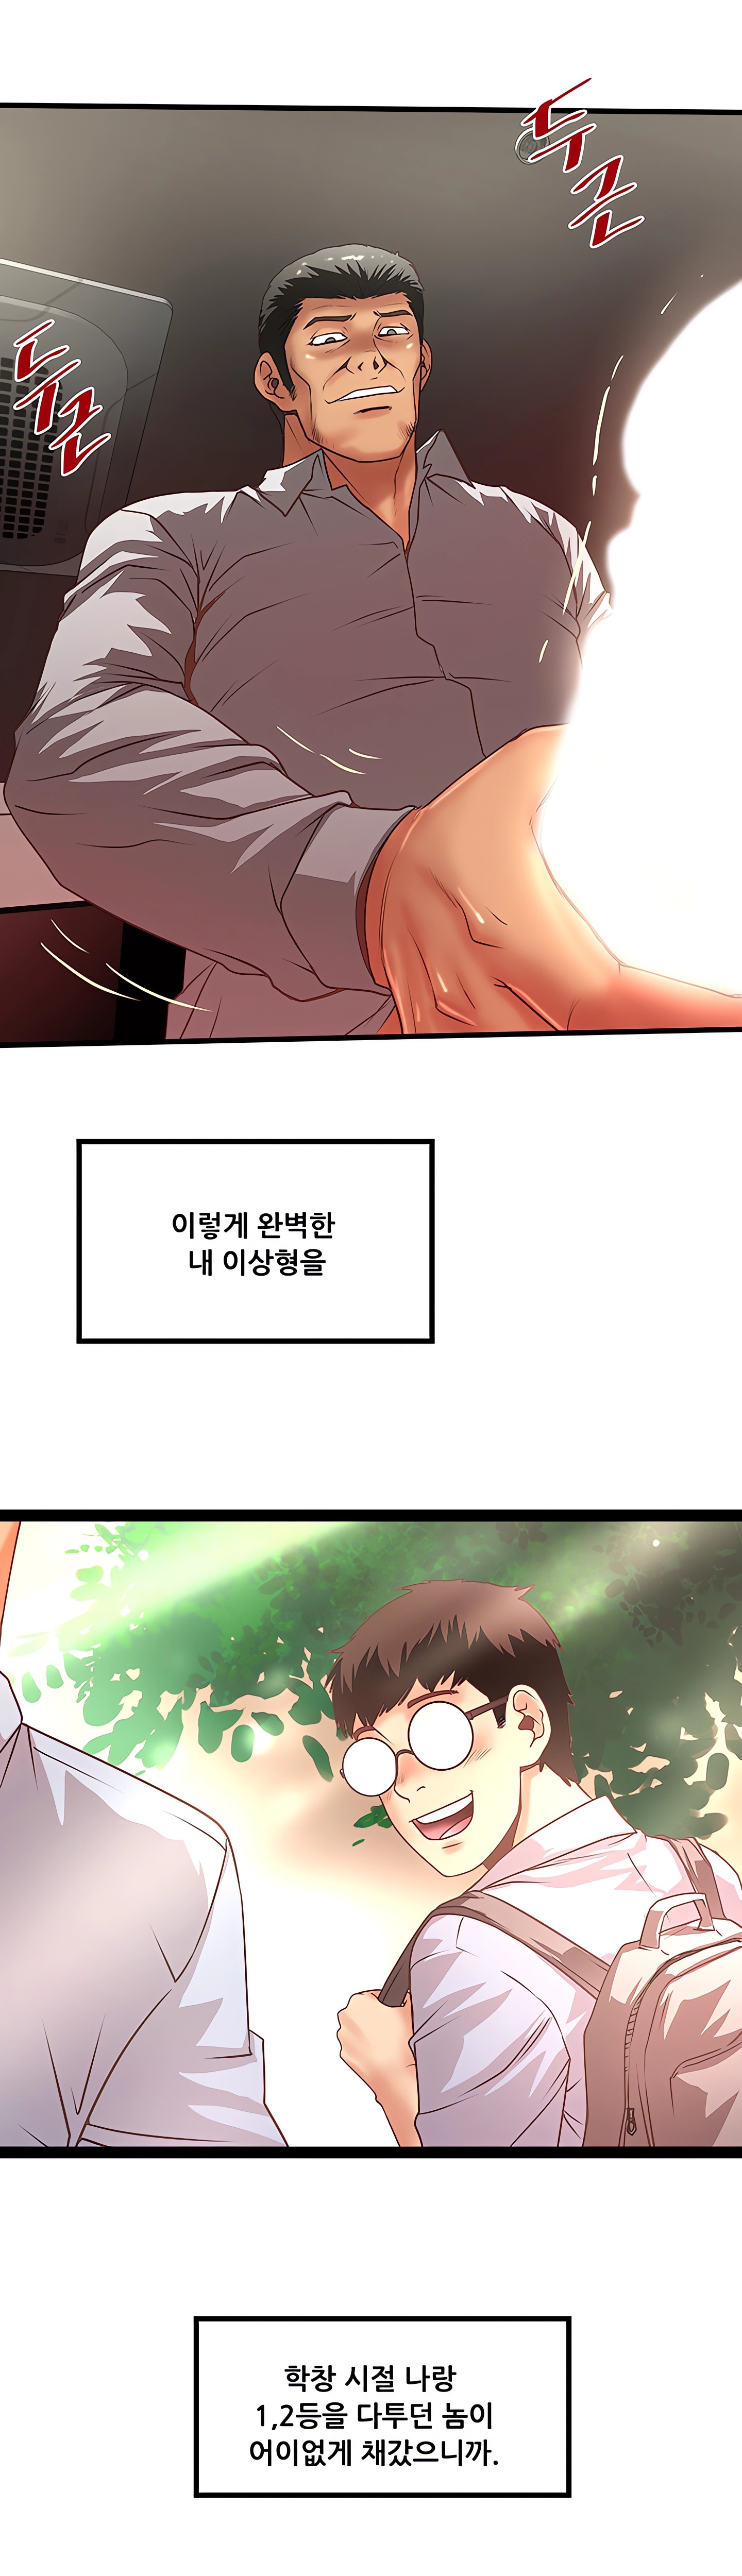 두근
두근
이렇게 완벽한
내 이상형을
학창 시절 나랑
1,2등을 다투던 놈이
어이없게 채갔으니까.